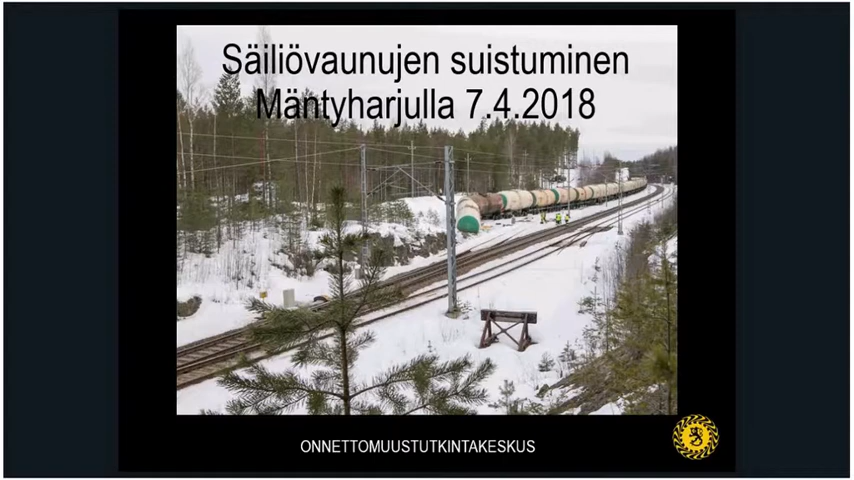 Säiliövaunujen suistuminen
Mäntyharjulla 7.4.2018
ONNETTOMUUSTUTKINTAKESKUS